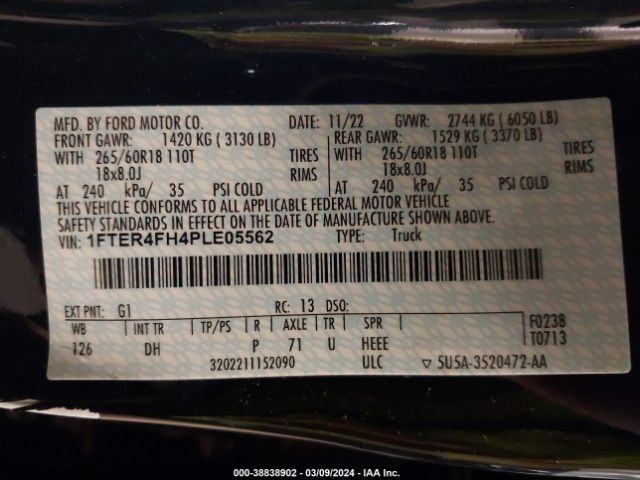 MFD. BY FORD MOTOR CO. DATE: 11/22 GVWR: 2744 KG ( 6050 LB)
FRONT GAWR: 1420 KG ( 3130 LB) REAR GAWR: 1529 KG ( 3370 LB)
WITH 265/60R18 110T TIRES WITH 265/60R18 110T TIRES
18x8.0J RIMS 18x8.0J RIMS
AT 240 kPa/ 35 PSI COLD AT 240 kPa/ 35 PSI COLD
THIS VEHICLE CONFORMS TO ALL APPLICABLE FEDERAL MOTOR VEHICLE
SAFETY STANDARDS IN EFFECT ON THE DATE OF MANUFACTURE SHOWN ABOVE.
VIN: 1FTER4FH4PLE05562 TYPE: Truck
EXT PNT: G1 RC: 13 DSO:
WB INT TR TP/PS R AXLE TR SPR F0238
126 DH P 71 U HEEE T0713
3202211152090 ULC ▽ 5U5A-3520472-AA
000-38838902 - 03/09/2024 - IAA Inc.